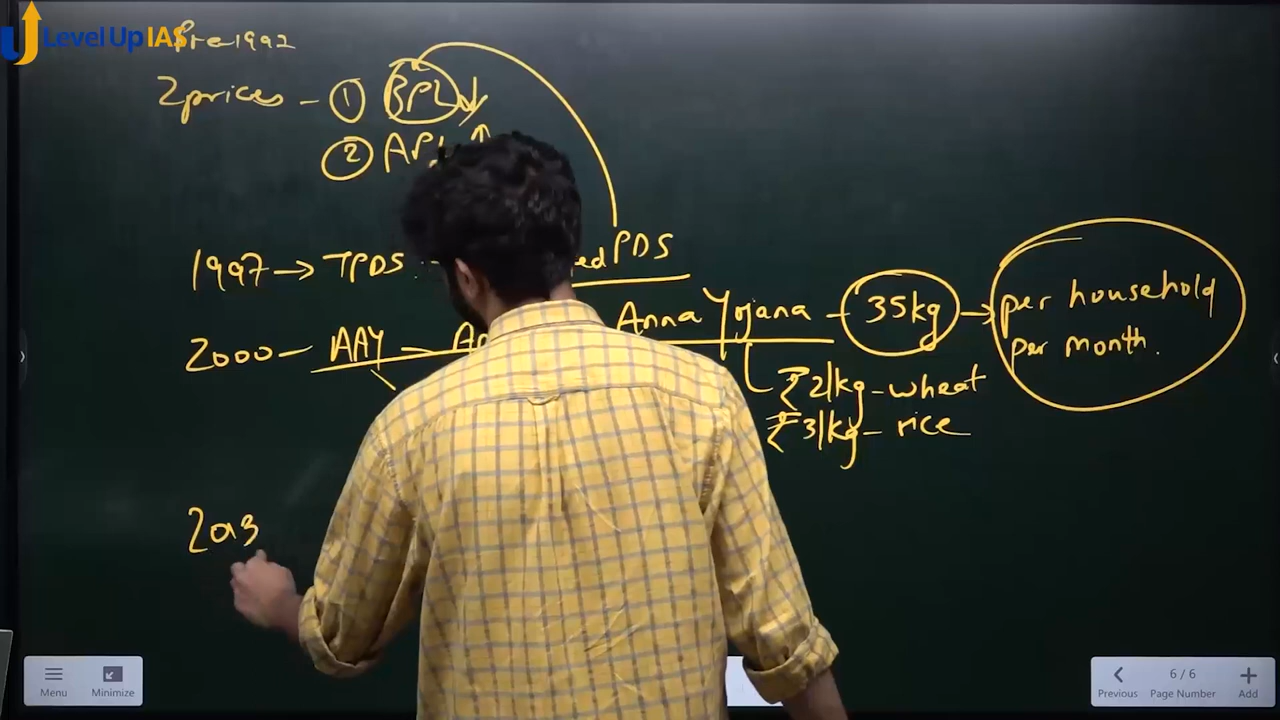 Level Up IAS
Pre 1992
2 prices - ① BPL ↓
② APL ↑
1997 → TPDS
ed PDS
2000 - AAY - An
Anna Yojana - 35kg → per household
per month.
₹2/kg - wheat
₹3/kg - rice
2013
Menu
Minimize
Previous
6 / 6
Page Number
Add